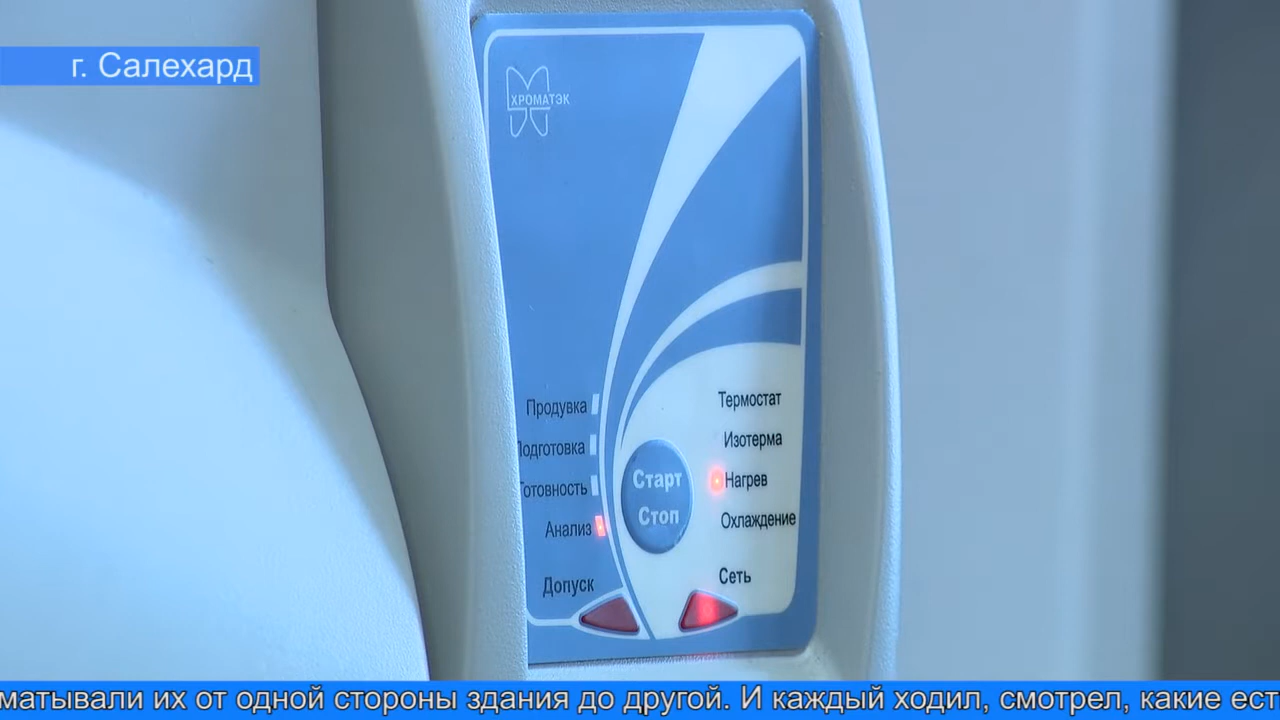 г. Салехард
ХРОМАТЭК
Продувка
Подготовка
Готовность
Анализ
Допуск
Старт
Стоп
Термостат
Изотерма
Нагрев
Охлаждение
Сеть
матывали их от одной стороны здания до другой. И каждый ходил, смотрел, какие ест